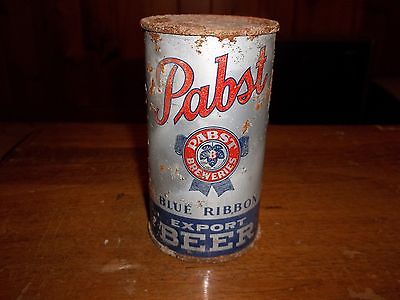 Pabst
PABST
BREWERIES
BLUE RIBBON
EXPORT
BEER